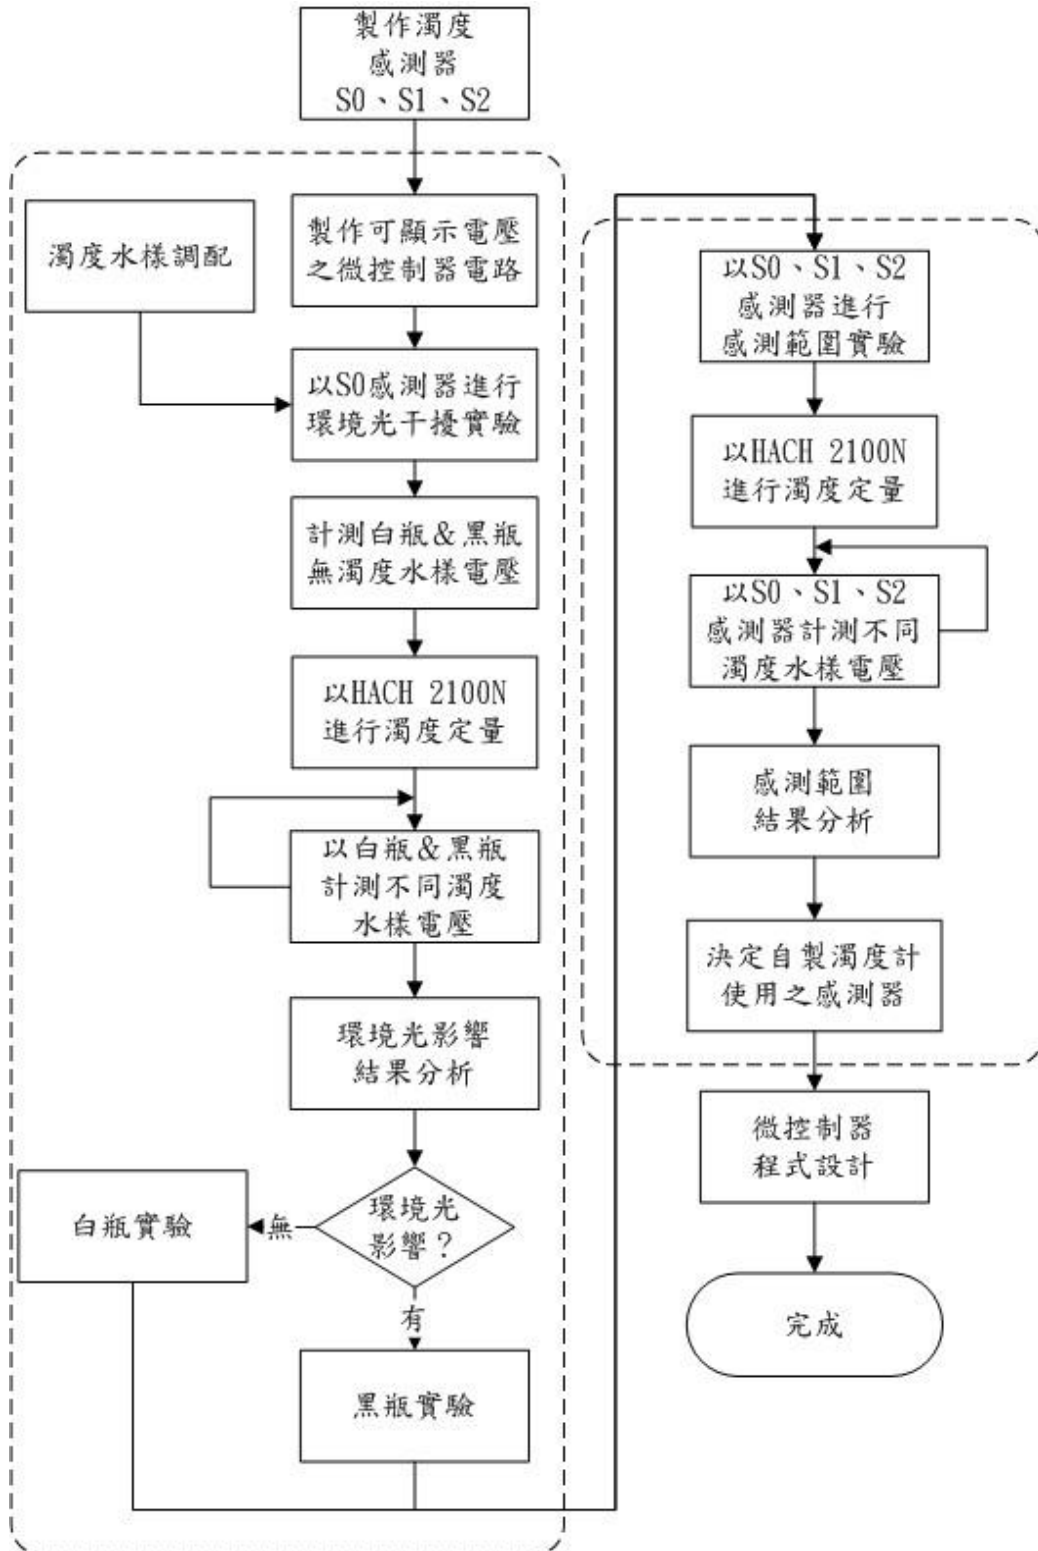 製作濁度
感測器
S0、S1、S2
製作可顯示電壓
之微控制器電路
濁度水樣調配
以S0感測器進行
環境光干擾實驗
計測白瓶&黑瓶
無濁度水樣電壓
以HACH 2100N
進行濁度定量
以白瓶&黑瓶
計測不同濁度
水樣電壓
環境光影響
結果分析
環境光
影響？
無
白瓶實驗
有
黑瓶實驗
以S0、S1、S2
感測器進行
感測範圍實驗
以HACH 2100N
進行濁度定量
以S0、S1、S2
感測器計測不同
濁度水樣電壓
感測範圍
結果分析
決定自製濁度計
使用之感測器
微控制器
程式設計
完成